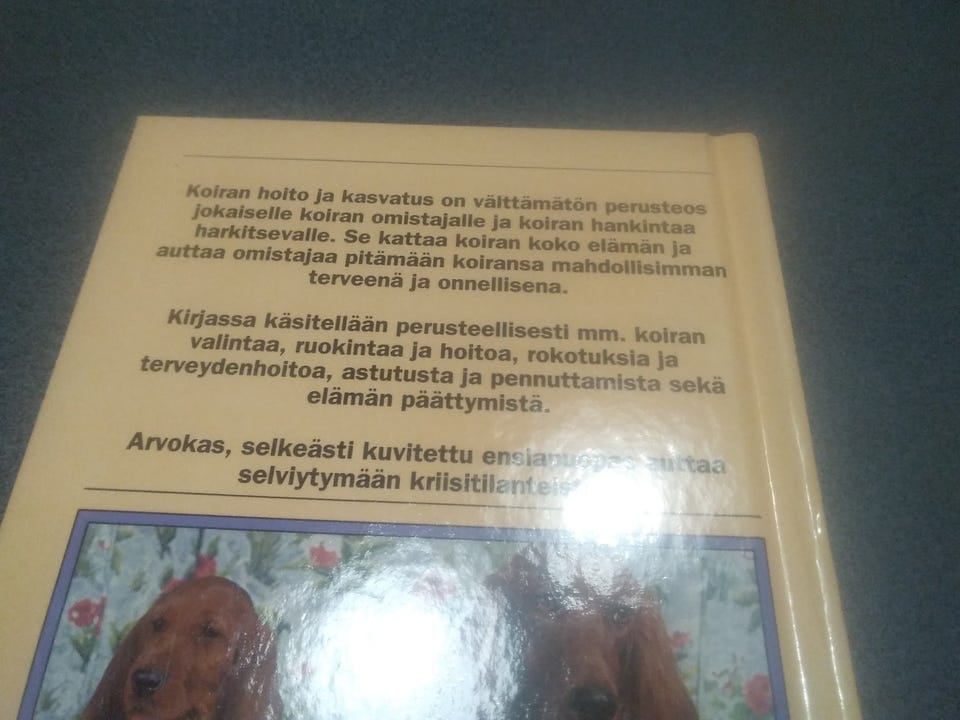 Koiran hoito ja kasvatus on välttämätön perusteos
jokaiselle koiran omistajalle ja koiran hankintaa
harkitsevalle. Se kattaa koiran koko elämän ja
auttaa omistajaa pitämään koiransa mahdollisimman
terveenä ja onnellisena.
Kirjassa käsitellään perusteellisesti mm. koiran
valintaa, ruokintaa ja hoitoa, rokotuksia ja
terveydenhoitoa, astutusta ja pennuttamista sekä
elämän päättymistä.
Arvokas, selkeästi kuvitettu ensiapuopas auttaa
selviytymään